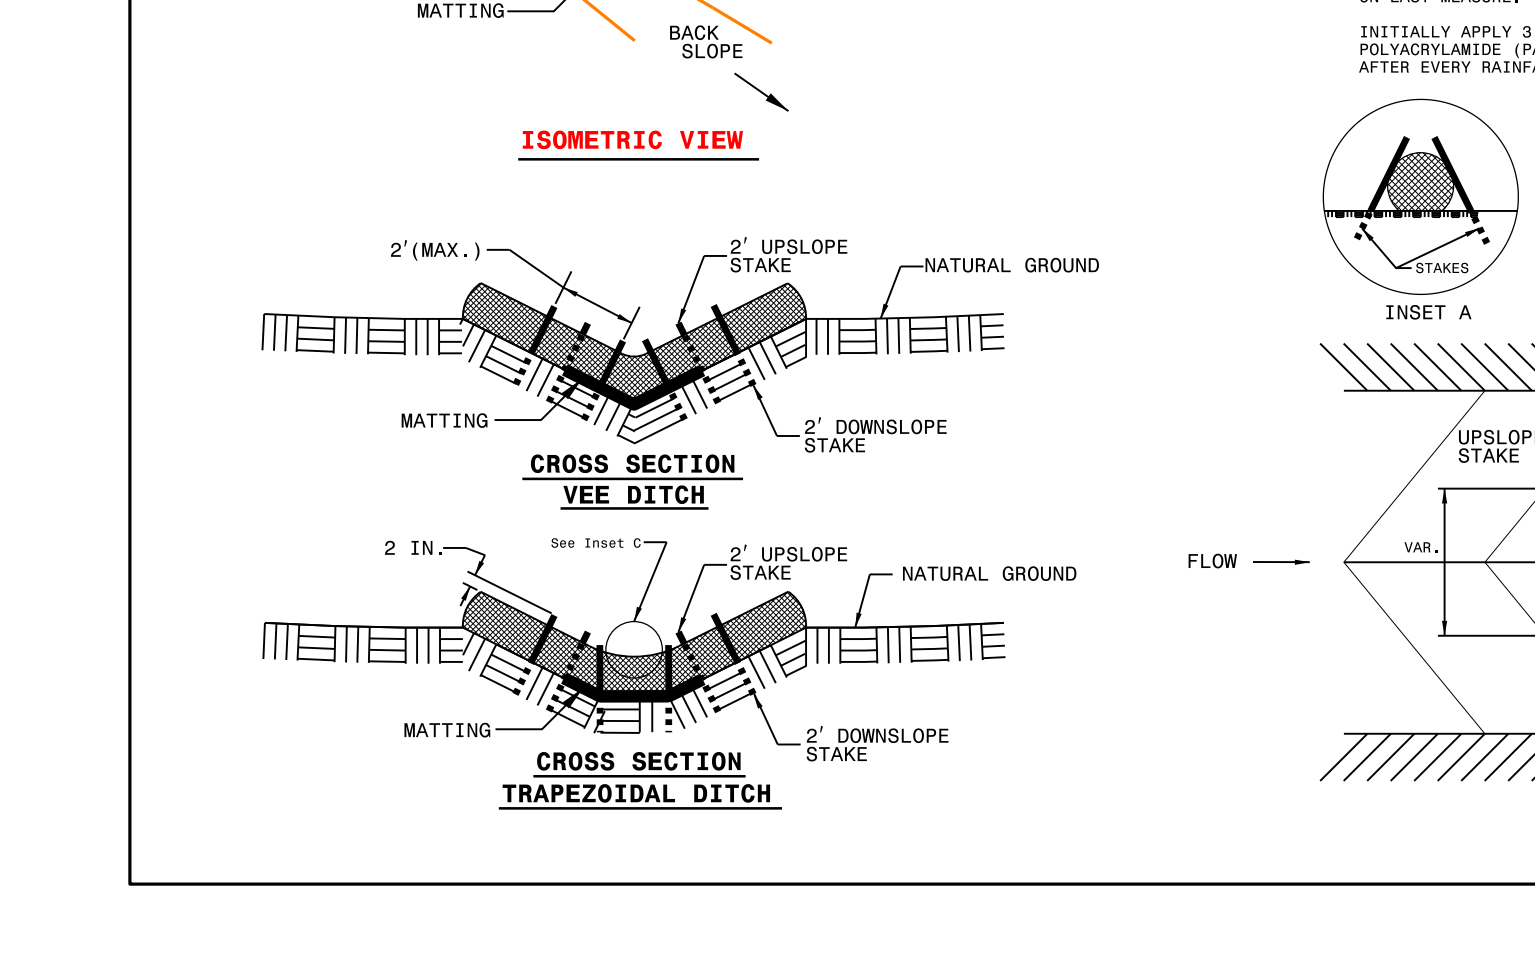 MATTING
BACK
SLOPE
ISOMETRIC VIEW
2'(MAX.)
2' UPSLOPE
STAKE
NATURAL GROUND
MATTING
2' DOWNSLOPE
STAKE
CROSS SECTION
VEE DITCH
2 IN.
See Inset C
2' UPSLOPE
STAKE
NATURAL GROUND
MATTING
2' DOWNSLOPE
STAKE
CROSS SECTION
TRAPEZOIDAL DITCH
INITIALLY APPLY 3
POLYACRYLAMIDE
AFTER EVERY
STAKES
INSET A
UPSLOPE
STAKE
VAR.
FLOW